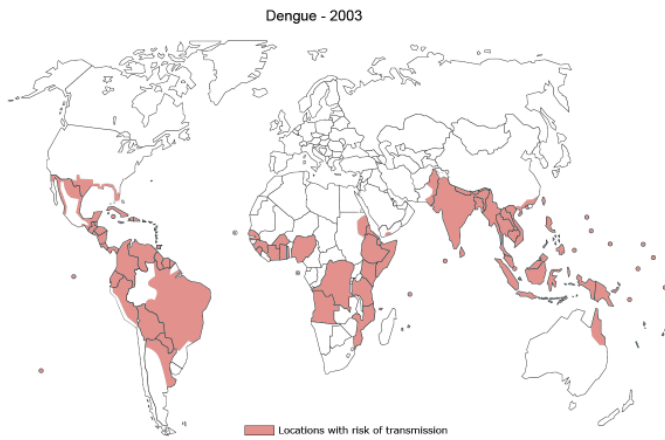 Dengue - 2003
Locations with risk of transmission